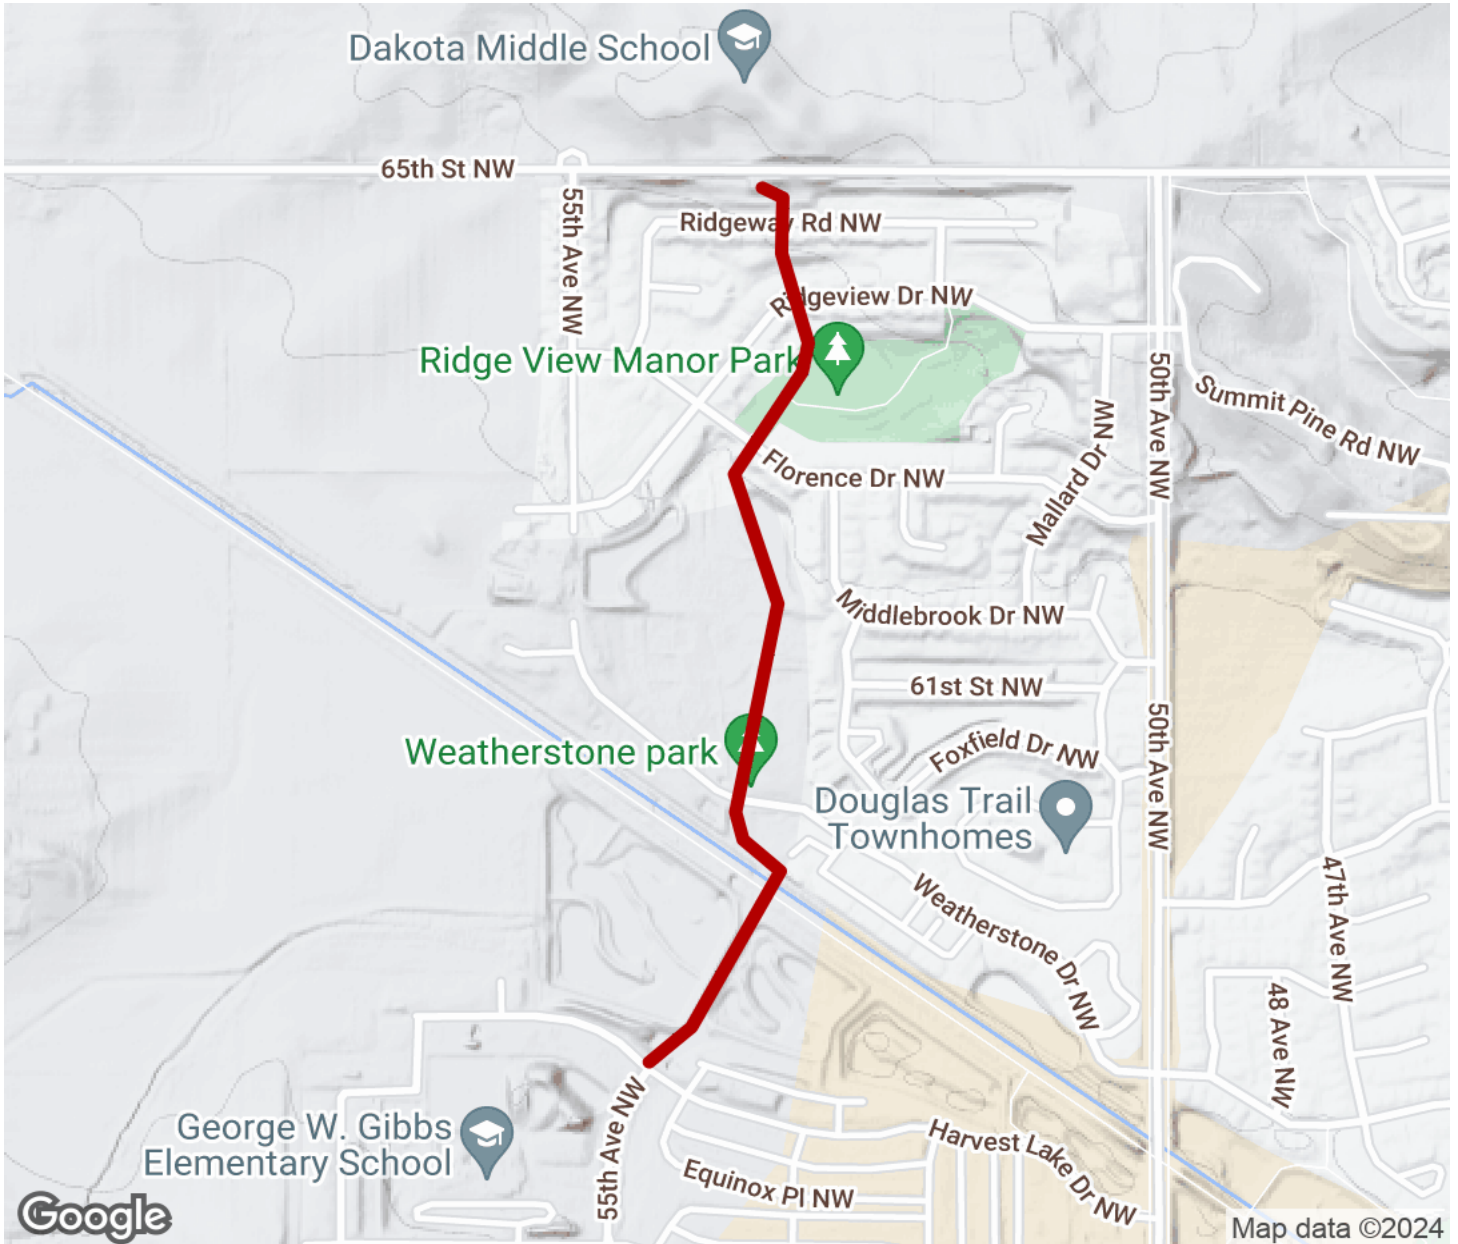 Dakota Middle School
65th St NW
55th Ave NW
Ridgeway Rd NW
Ridgeview Dr NW
Ridge View Manor Park
50th Ave NW
Summit Pine Rd NW
Mallard Dr NW
Florence Dr NW
Middlebrook Dr NW
61st St NW
Foxfield Dr NW
50th Ave NW
Weatherstone park
Douglas Trail
Townhomes
Weatherstone Dr NW
47th Ave NW
48 Ave NW
George W. Gibbs
Elementary School
55th Ave NW
Equinox Pl NW
Harvest Lake Dr NW
Google
Map data ©2024